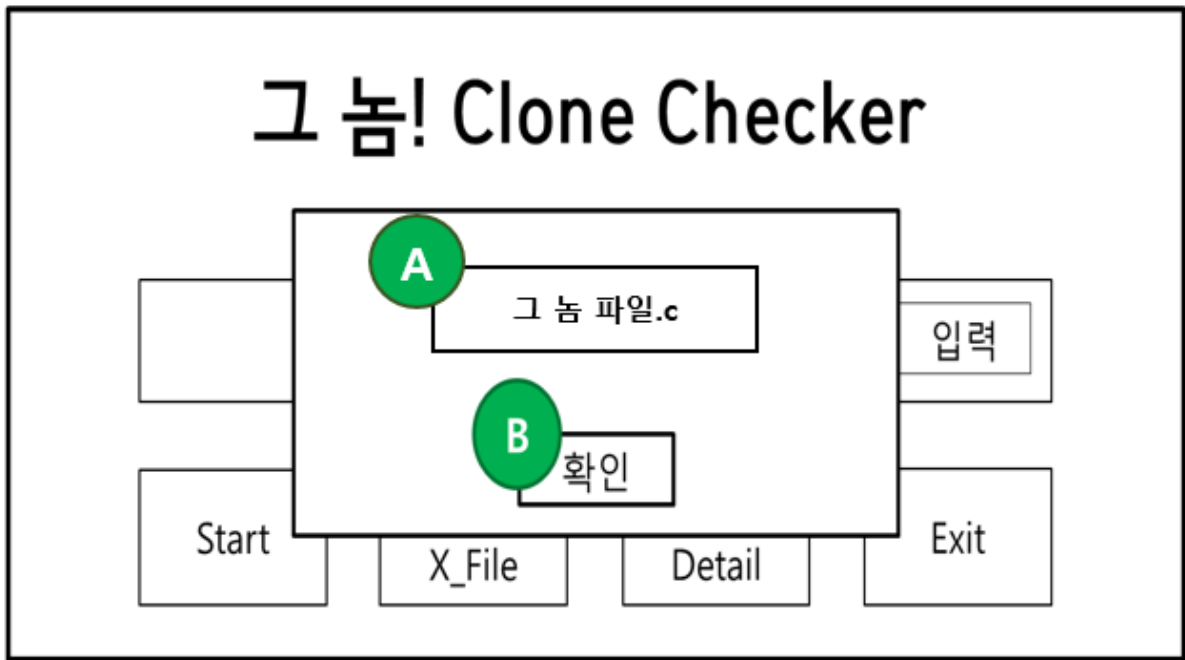 그 놈! Clone Checker
A
그 놈 파일.c
입력
B
확인
Start
X_File
Detail
Exit